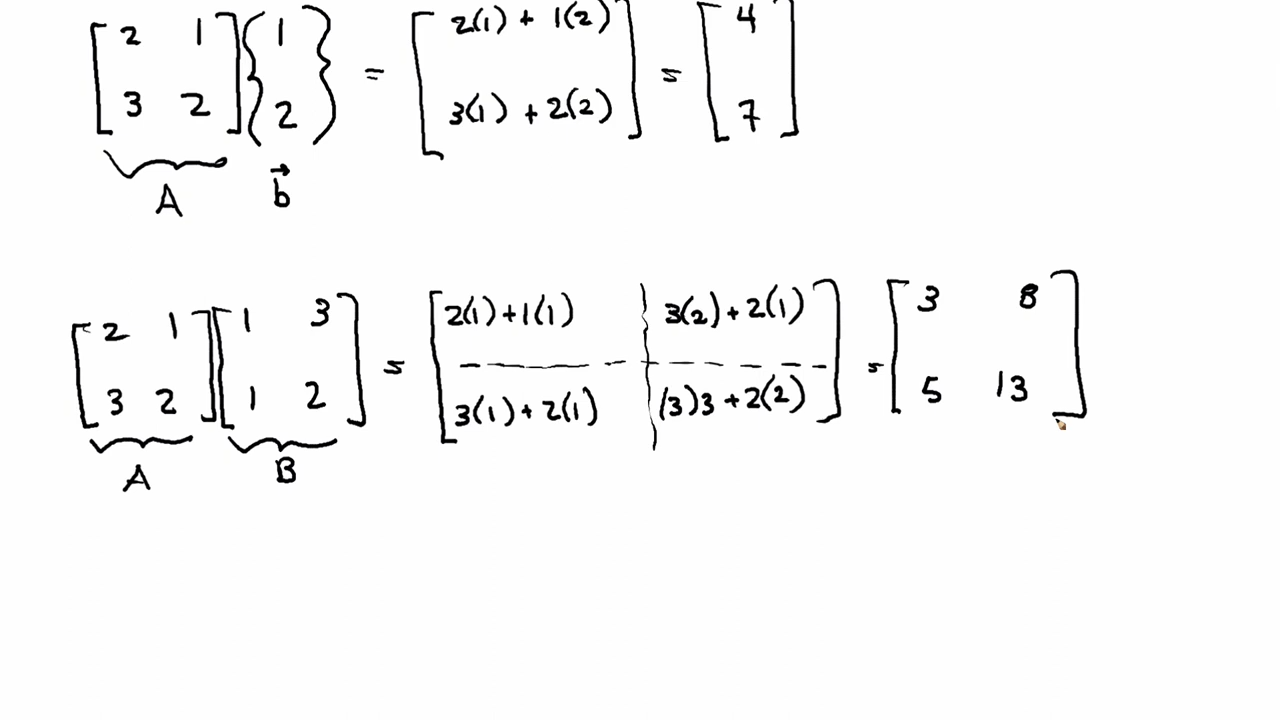 [2 1 3 2] {1 2} = [2(1) + 1(2) 3(1) + 2(2)] = [4 7]
A b⃗
[2 1 3 2] [1 3 1 2] = [2(1)+1(1) 3(2)+2(1) 3(1)+2(1) (3)3+2(2)] = [3 8 5 13]
A B